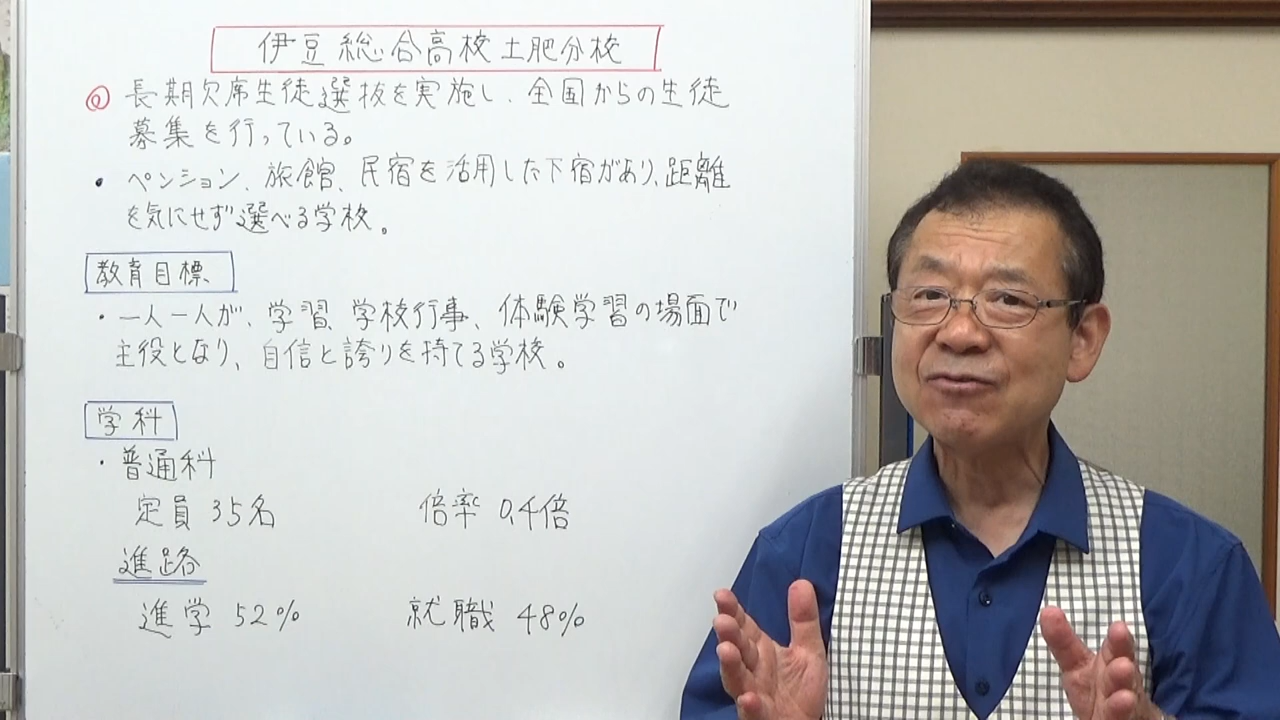 伊豆総合高校土肥分校
◎ 長期欠席生徒選抜を実施し、全国からの生徒
募集を行っている。
・ペンション、旅館、民宿を活用した下宿があり、距離
を気にせず選べる学校。
教育目標
・一人一人が、学習、学校行事、体験学習の場面で
主役となり、自信と誇りを持てる学校。
学科
・普通科
定員 35名 倍率 0.4倍
進路
進学 52% 就職 48%